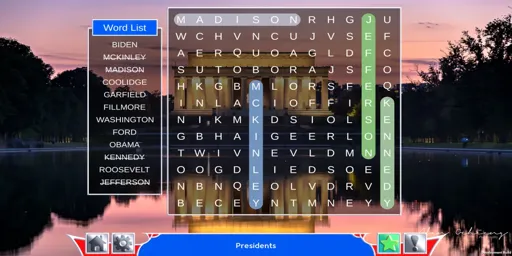 Word List
BIDEN
MCKINLEY
MADISON
COOLIDGE
GARFIELD
FILLMORE
WASHINGTON
FORD
OBAMA
KENNEDY
ROOSEVELT
JEFFERSON
M A D I S O N R H G J U
W C H V N C U J V S E F
A E R Q U O A G L D F C
S U T O B O R A J S F O
H K G B M L O R S F E Q
I N L A C I O F F I R K
N I K M K D S I O L S E
G B H A I G E E R L O N
T W I V N E V L D M N N
O O G D L I E D S O E E
N B N Q E O L V D R V D
B E C E Y N T M N E Y Y
Presidents